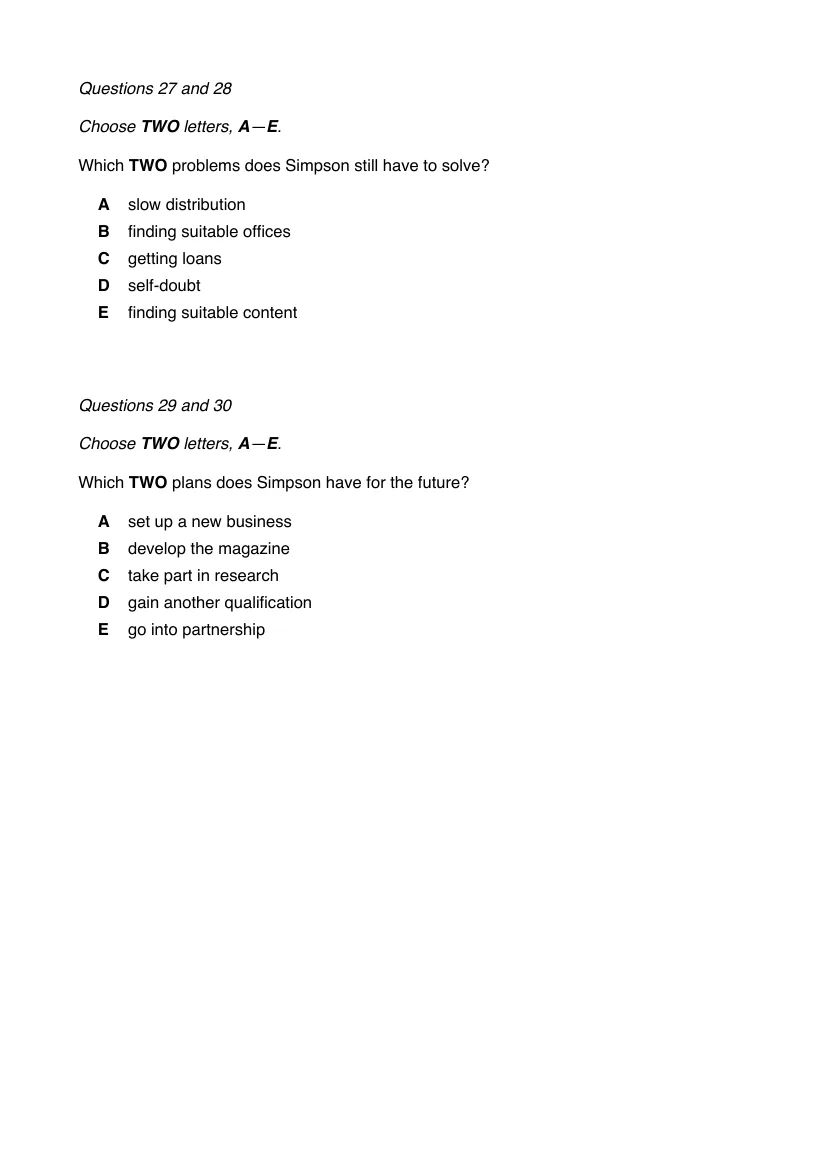 Questions 27 and 28
Choose TWO letters, A—E.
Which TWO problems does Simpson still have to solve?
A slow distribution
B finding suitable offices
C getting loans
D self-doubt
E finding suitable content
Questions 29 and 30
Choose TWO letters, A—E.
Which TWO plans does Simpson have for the future?
A set up a new business
B develop the magazine
C take part in research
D gain another qualification
E go into partnership